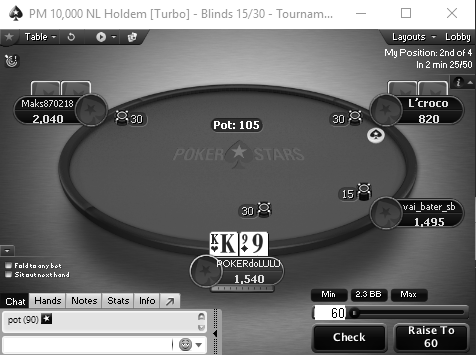 PM 10,000 NL Holdem [Turbo] - Blinds 15/30 - Tournam...
Table
Layouts
Lobby
My Position: 2nd of 4
In 2 min 25/50
i
Maks870218
2,040
30
Pot: 105
30
L'croco
820
POKER STARS
15
vai_bater_sb
1,495
30
K K 9 9
POKERdoLULU
1,540
Fold to any bet
Sit out next hand
Chat Hands Notes Stats Info
pot (90)
Min 2.3 BB Max
60
Check
Raise To
60